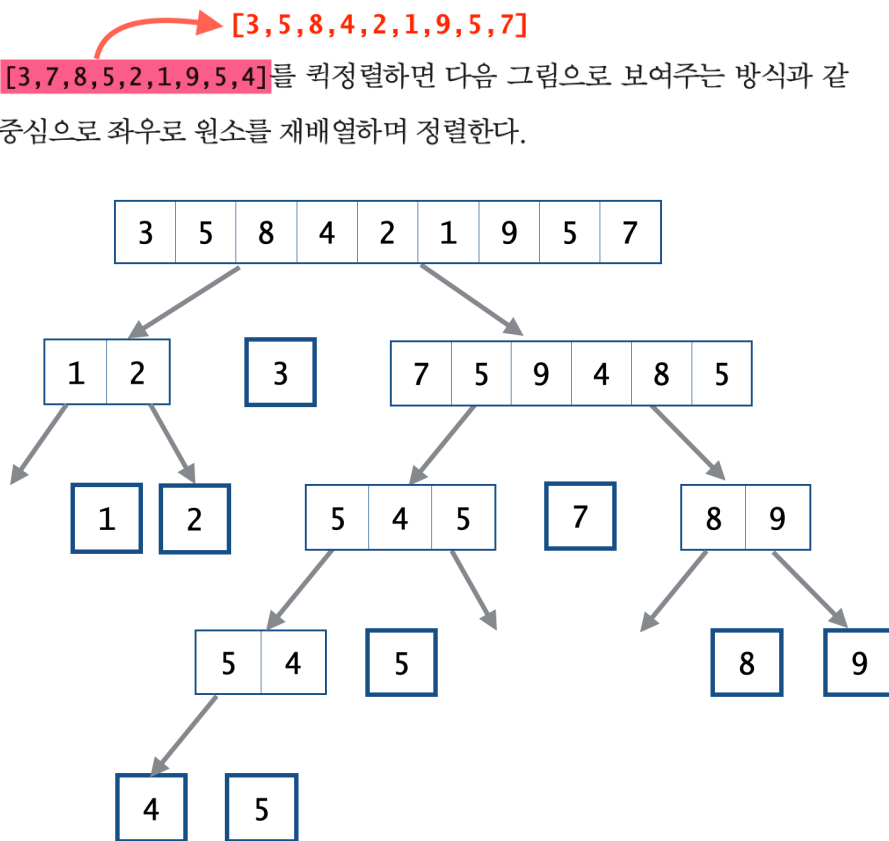 [3,5,8,4,2,1,9,5,7]
[3,7,8,5,2,1,9,5,4]를 퀵정렬하면 다음 그림으로 보여주는 방식과 같
중심으로 좌우로 원소를 재배열하며 정렬한다.
3 5 8 4 2 1 9 5 7
1 2 3 7 5 9 4 8 5
1 2 5 4 5 7 8 9
5 4 5 8 9
4 5